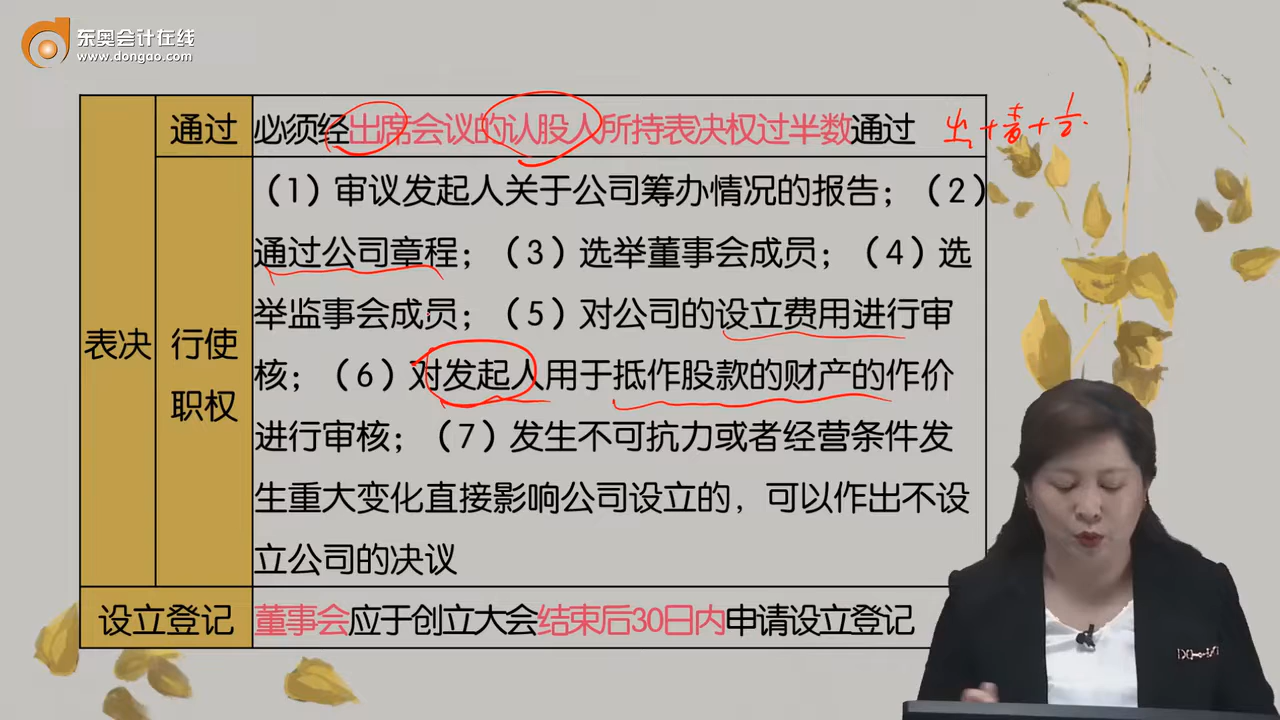 东奥会计在线
www.dongao.com
通过
必须经出席会议的认股人所持表决权过半数通过
出+ +1/2.
表决
行使
职权
（1）审议发起人关于公司筹办情况的报告；（2）
通过公司章程；（3）选举董事会成员；（4）选
举监事会成员；（5）对公司的设立费用进行审
核；（6）对发起人用于抵作股款的财产的作价
进行审核；（7）发生不可抗力或者经营条件发
生重大变化直接影响公司设立的，可以作出不设
立公司的决议
设立登记
董事会应于创立大会结束后30日内申请设立登记